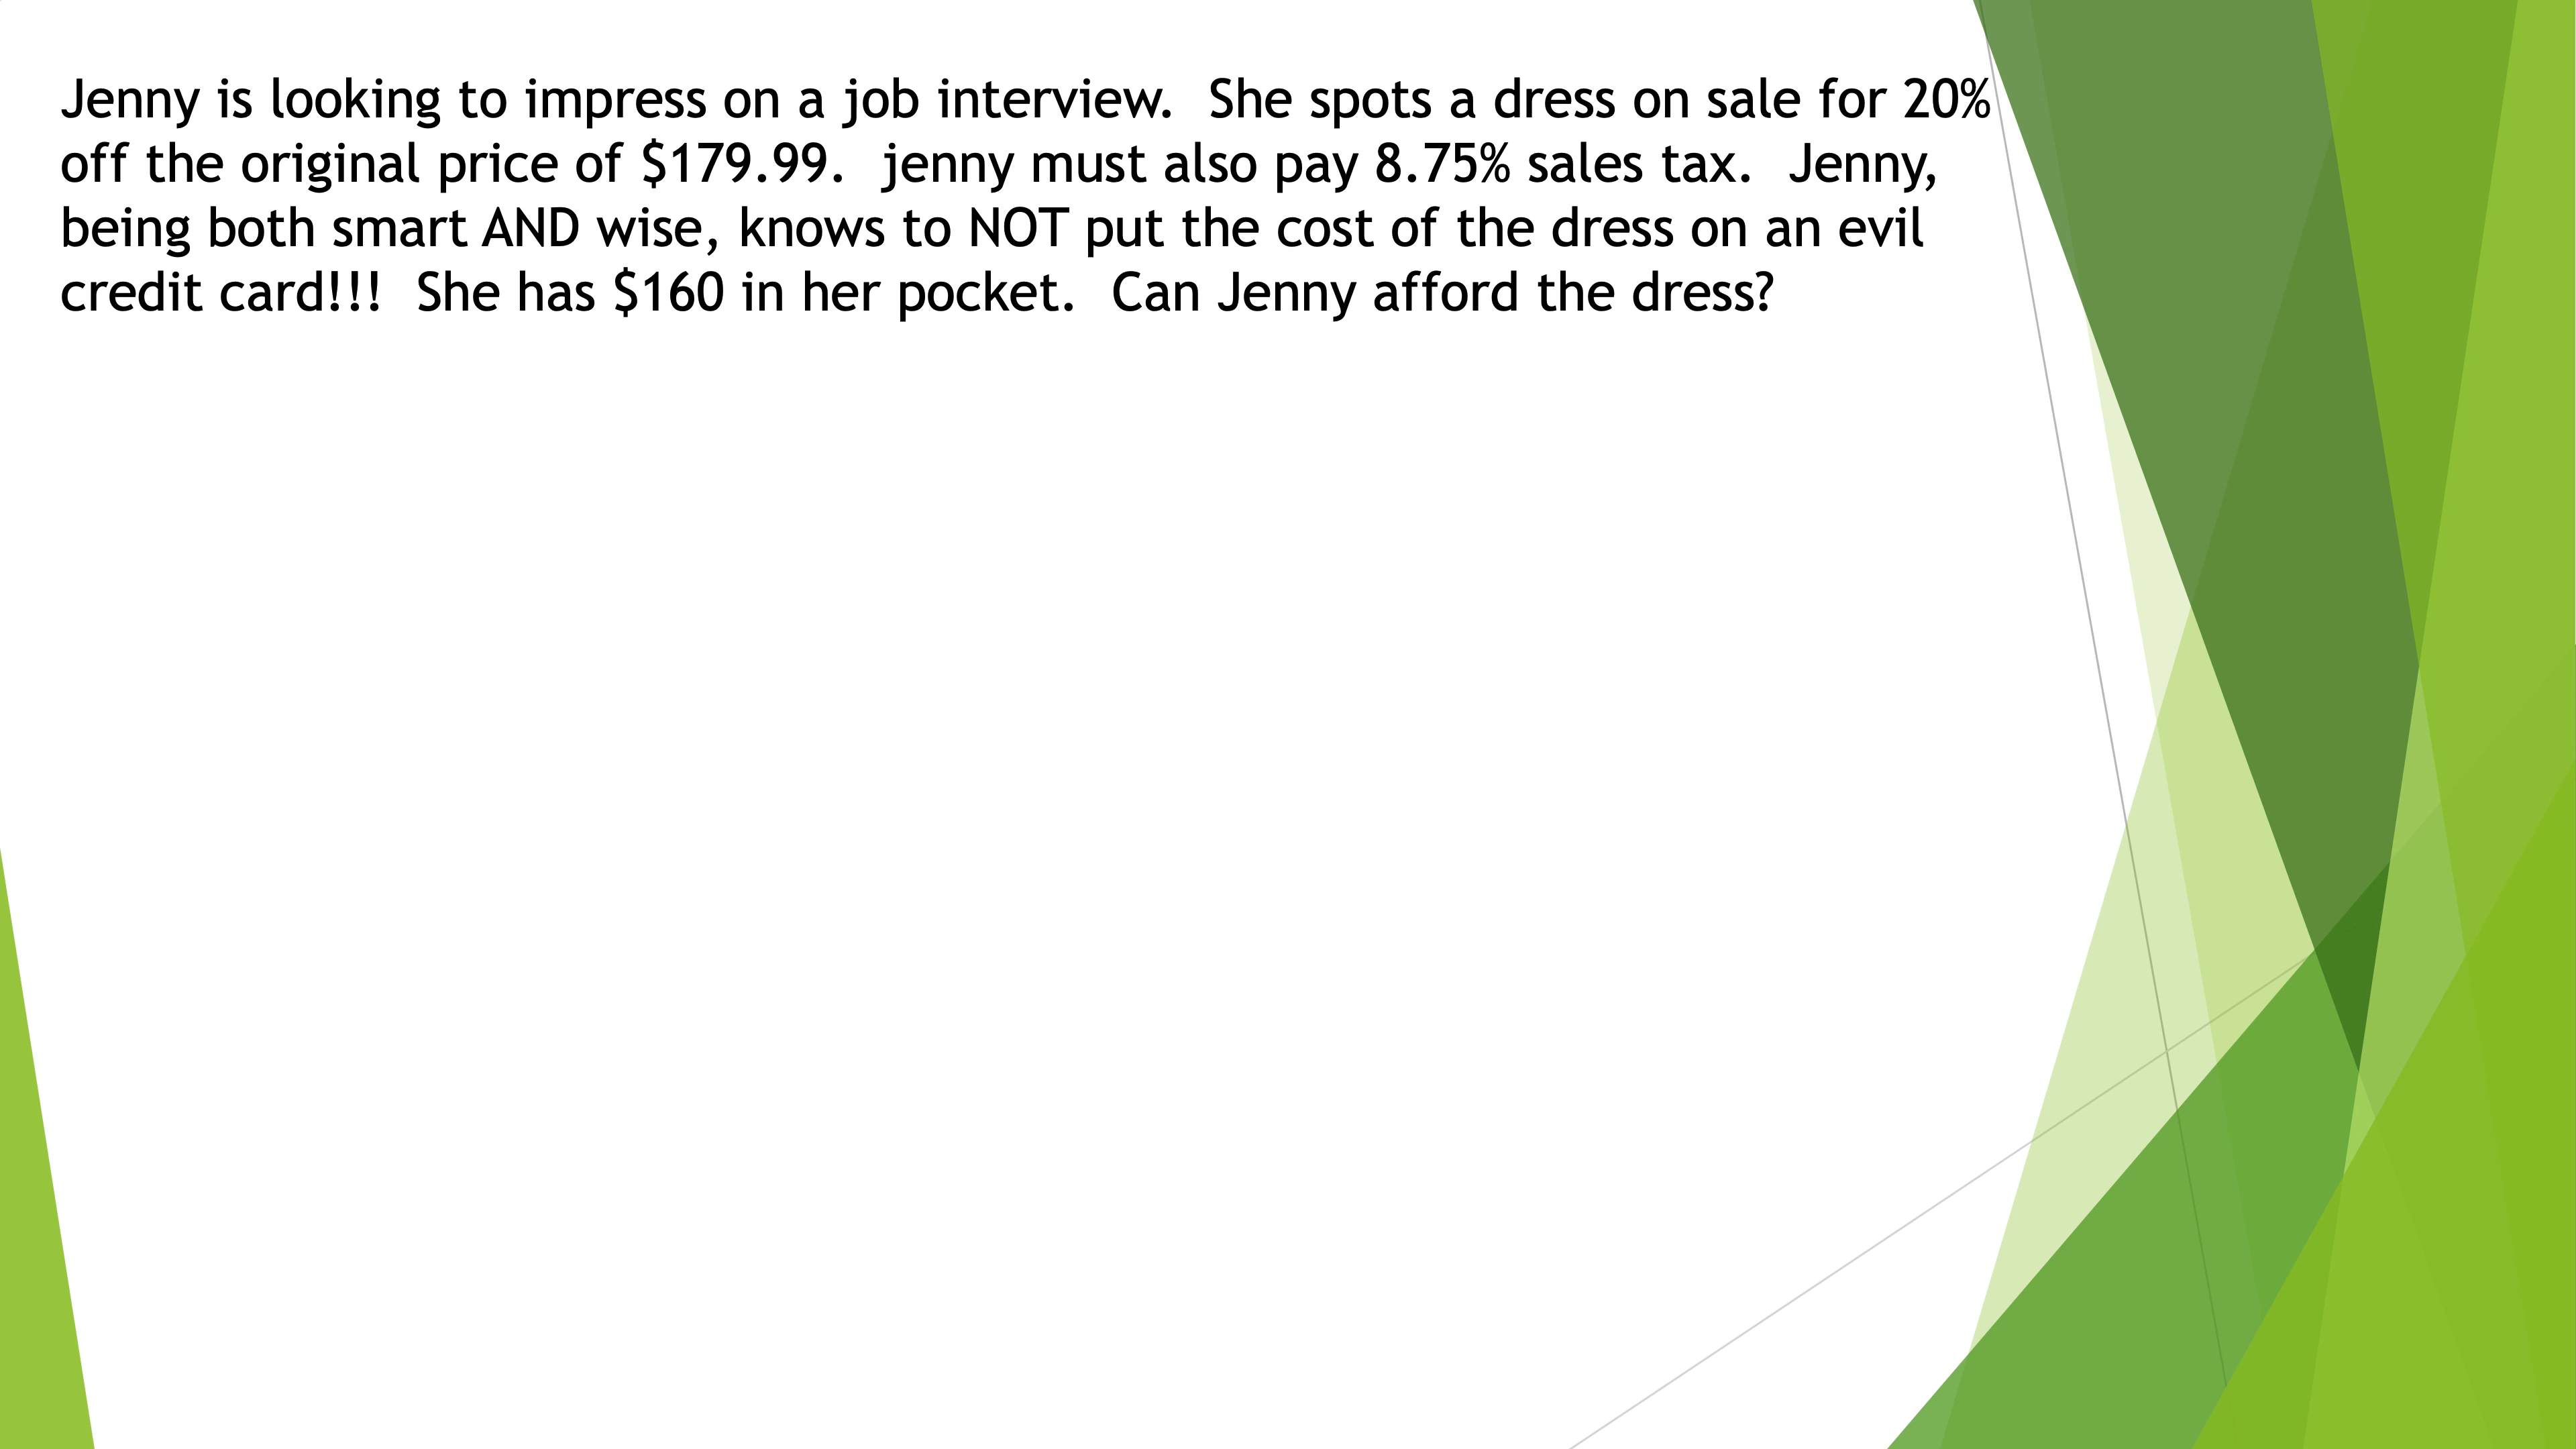 Jenny is looking to impress on a job interview.  She spots a dress on sale for 20%
off the original price of $179.99.  jenny must also pay 8.75% sales tax.  Jenny,
being both smart AND wise, knows to NOT put the cost of the dress on an evil
credit card!!!  She has $160 in her pocket.  Can Jenny afford the dress?